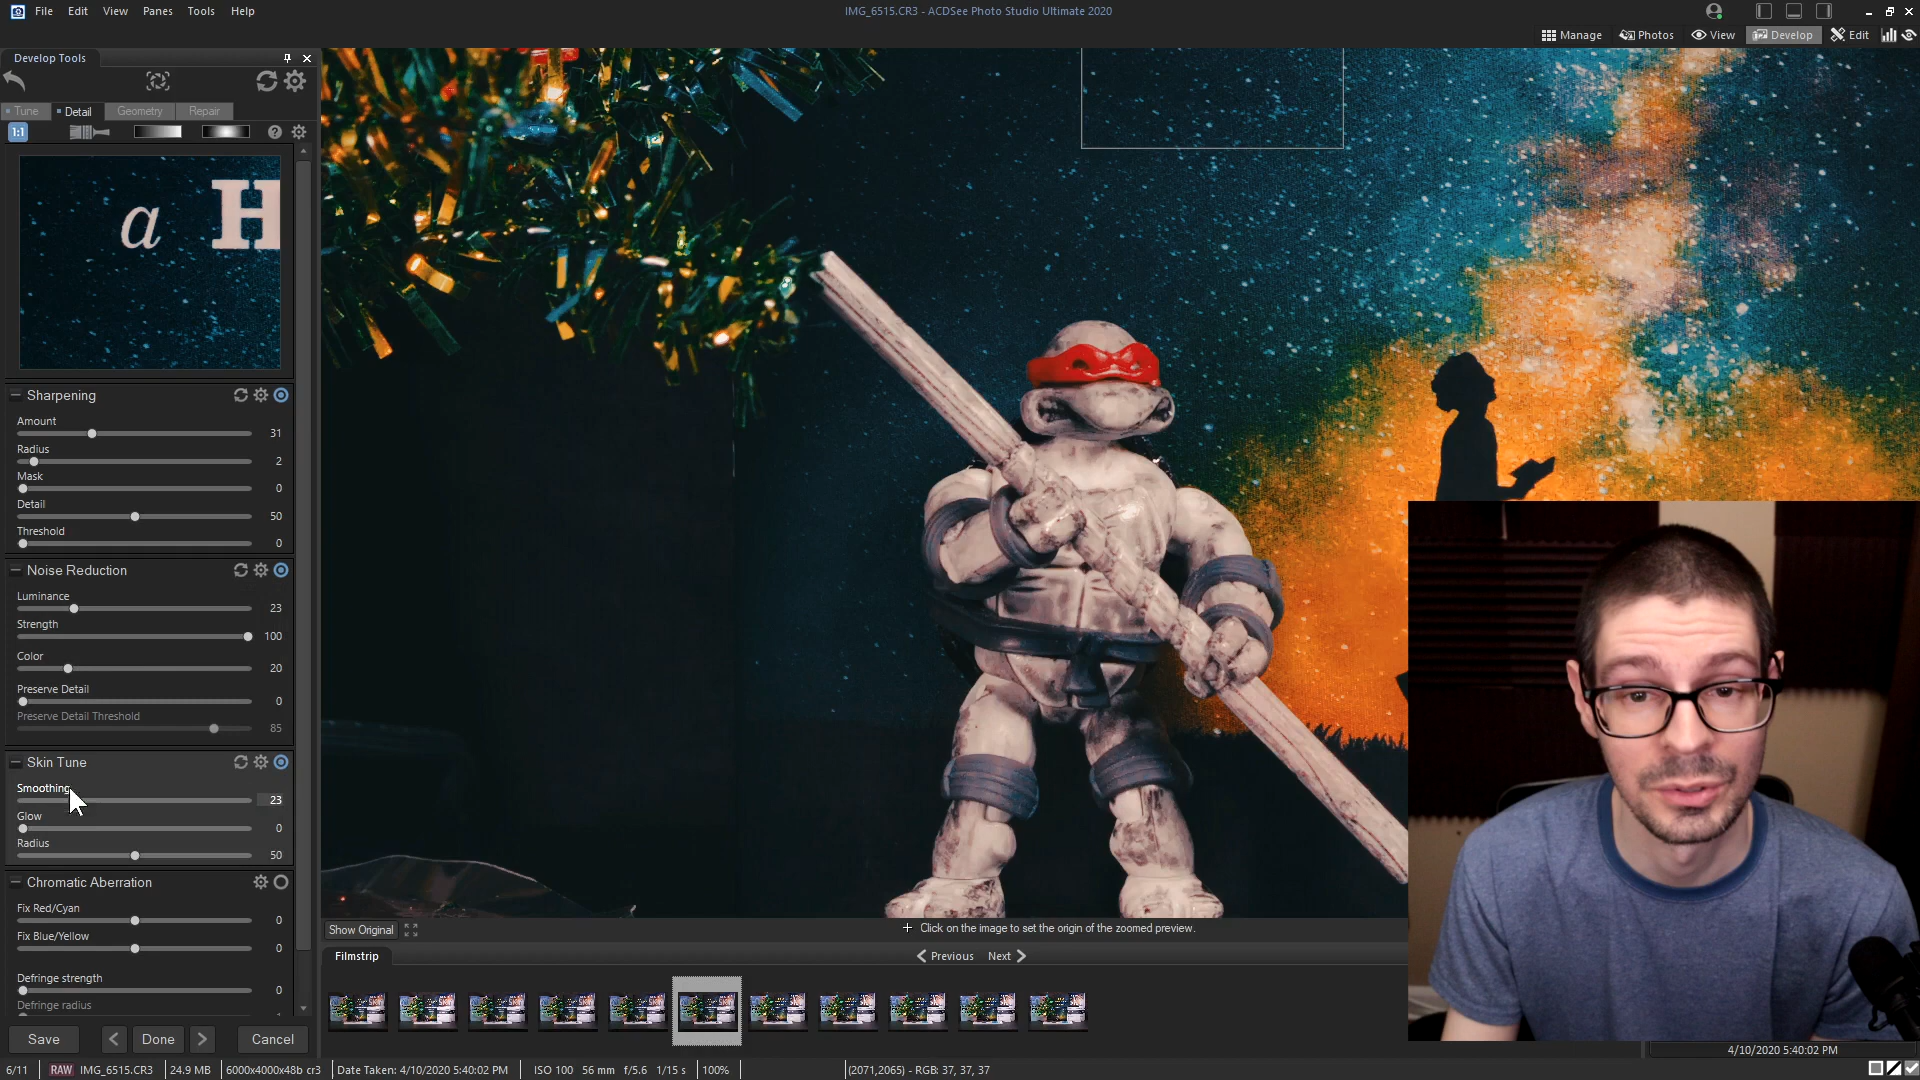 File Edit View Panes Tools Help
IMG_6515.CR3 - ACDSee Photo Studio Ultimate 2020
Manage Photos View Develop Edit
Develop Tools
Tune Detail Geometry Repair
1:1
a H
Sharpening
Amount
31
Radius
2
Mask
0
Detail
50
Threshold
0
Noise Reduction
Luminance
23
Strength
100
Color
20
Preserve Detail
0
Preserve Detail Threshold
85
Skin Tune
Smoothing
23
Glow
0
Radius
50
Chromatic Aberration
Fix Red/Cyan
0
Fix Blue/Yellow
0
Defringe strength
0
Defringe radius
Save Done Cancel
Show Original
+ Click on the image to set the origin of the zoomed preview.
Filmstrip
Previous Next
4/10/2020 5:40:02 PM
6/11 RAW IMG_6515.CR3 24.9 MB 6000x4000x48b cr3 Date Taken: 4/10/2020 5:40:02 PM ISO 100 56 mm f/5.6 1/15 s 100% (2071,2065) - RGB: 37, 37, 37